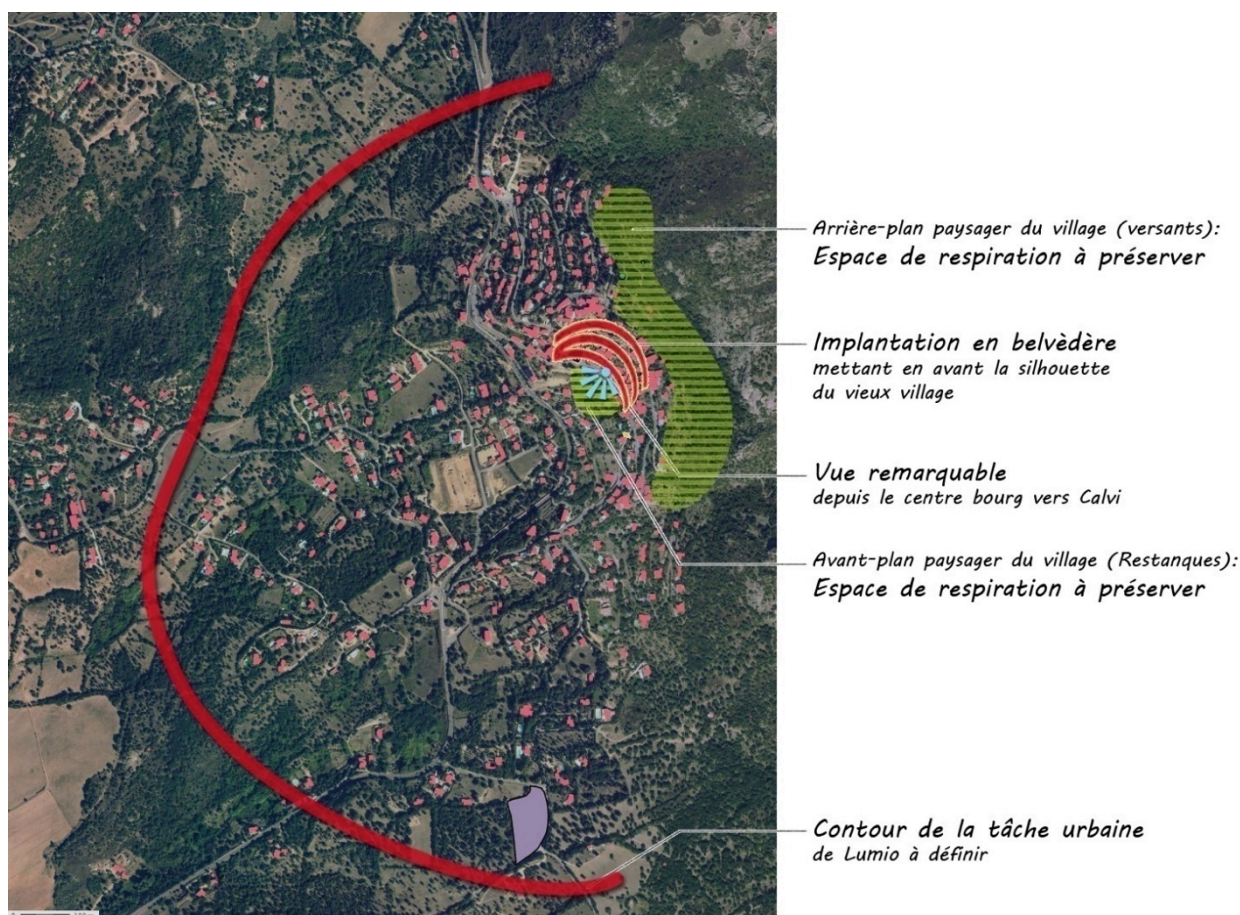 Arrière-plan paysager du village (versants):
Espace de respiration à préserver
Implantation en belvèdère
mettant en avant la silhouette
du vieux village
Vue remarquable
depuis le centre bourg vers Calvi
Avant-plan paysager du village (Restanques):
Espace de respiration à préserver
Contour de la tâche urbaine
de Lumio à définir